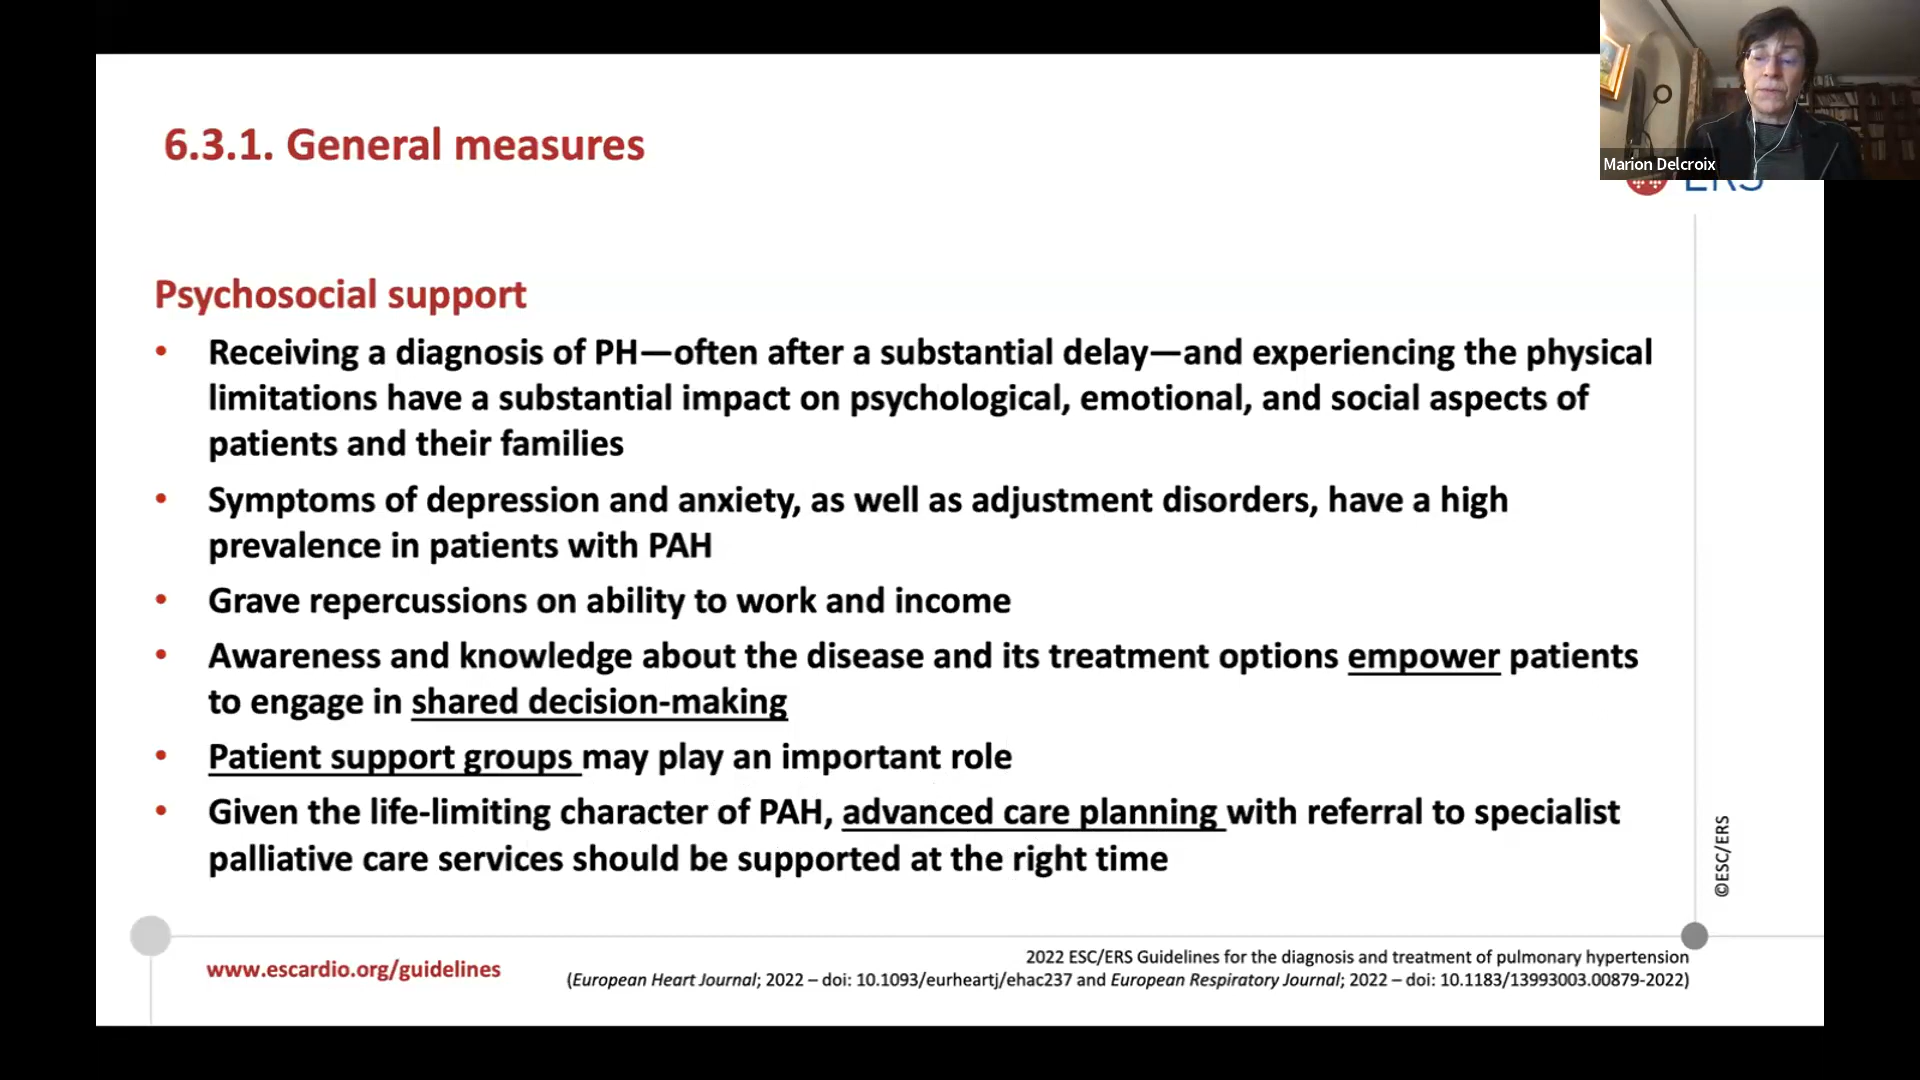 Marion Delcroix
ERS
6.3.1. General measures
Psychosocial support
• Receiving a diagnosis of PH—often after a substantial delay—and experiencing the physical
limitations have a substantial impact on psychological, emotional, and social aspects of
patients and their families
• Symptoms of depression and anxiety, as well as adjustment disorders, have a high
prevalence in patients with PAH
• Grave repercussions on ability to work and income
• Awareness and knowledge about the disease and its treatment options empower patients
to engage in shared decision-making
• Patient support groups may play an important role
• Given the life-limiting character of PAH, advanced care planning with referral to specialist
palliative care services should be supported at the right time
©ESC/ERS
www.escardio.org/guidelines
2022 ESC/ERS Guidelines for the diagnosis and treatment of pulmonary hypertension
(European Heart Journal; 2022 – doi: 10.1093/eurheartj/ehac237 and European Respiratory Journal; 2022 – doi: 10.1183/13993003.00879-2022)